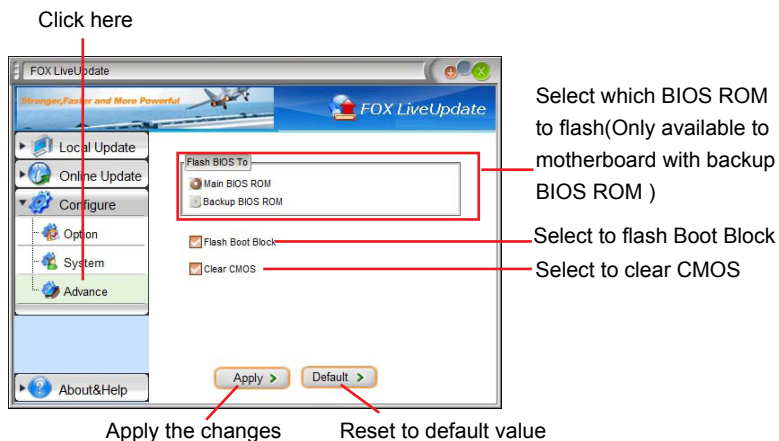 Click here
FOX LiveUpdate
Stronger,Faster and More Powerful
FOX LiveUpdate
Local Update
Online Update
Configure
Option
System
Advance
About&Help
Flash BIOS To
Main BIOS ROM
Backup BIOS ROM
Flash Boot Block
Clear CMOS
Apply
Default
Select which BIOS ROM
to flash(Only available to
motherboard with backup
BIOS ROM )
Select to flash Boot Block
Select to clear CMOS
Apply the changes
Reset to default value